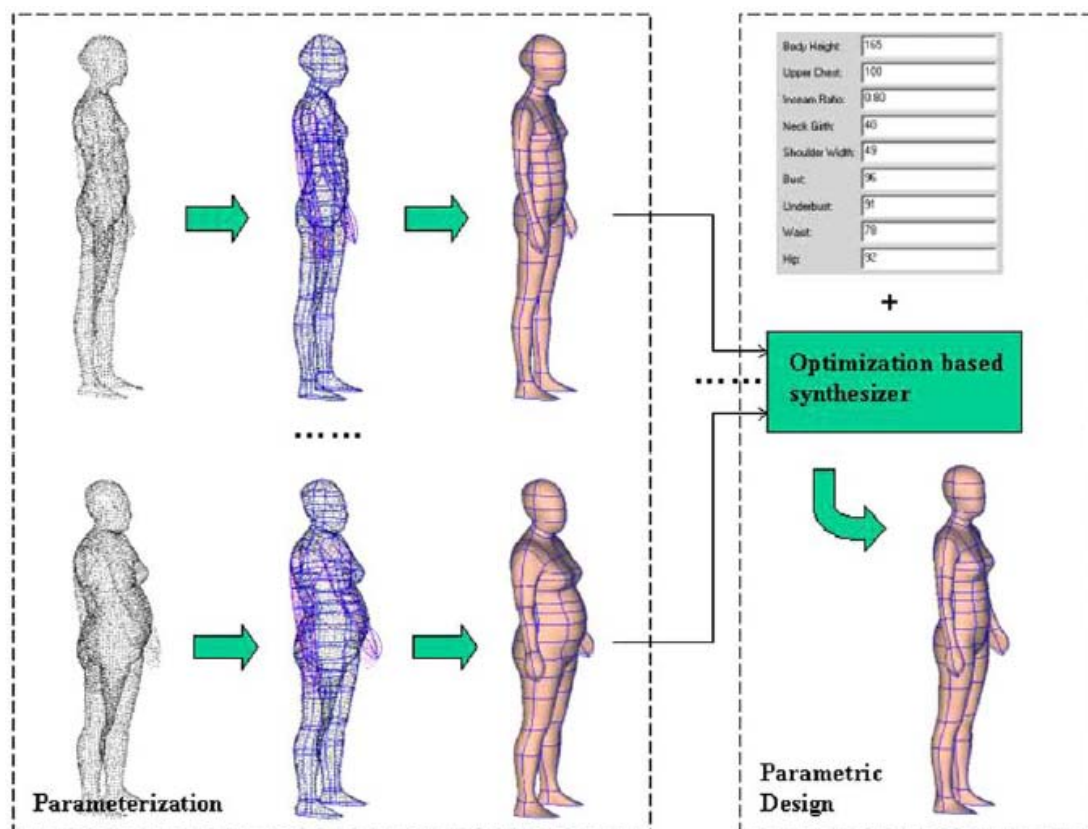 Body Height: 165
Upper Chest: 100
Inseam Ratio: 0.80
Neck Girth: 40
Shoulder Width: 49
Bust: 96
Underbust: 91
Waist: 78
Hip: 92
+
Optimization based
synthesizer
Parameterization
Parametric
Design